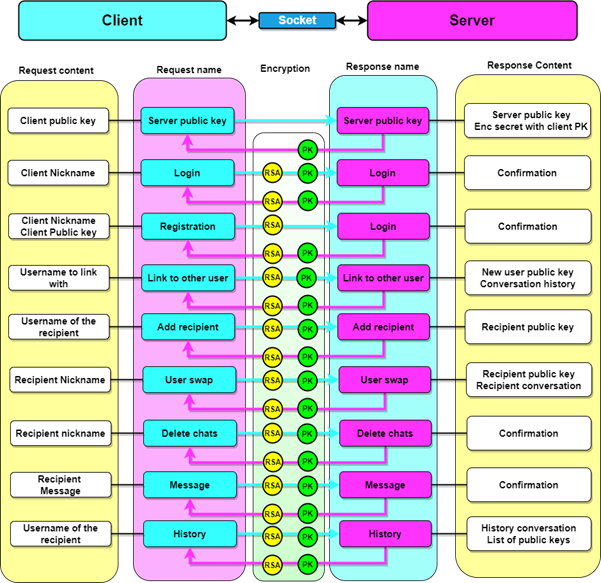 Client
Socket
Server
Request content
Request name
Encryption
Response name
Response Content
Client public key
Server public key
Server public key
Server public key
Enc secret with client PK
PK
Client Nickname
Login
RSA
PK
Login
Confirmation
RSA
PK
Client Nickname
Client Public key
Registration
RSA
Login
Confirmation
RSA
PK
Username to link
with
Link to other user
RSA
PK
Link to other user
New user public key
Conversation history
RSA
PK
Username of the
recipient
Add recipient
RSA
PK
Add recipient
Recipient public key
RSA
PK
Recipient Nickname
User swap
RSA
PK
User swap
Recipient public key
Recipient conversation
RSA
PK
Recipient nickname
Delete chats
RSA
PK
Delete chats
Confirmation
RSA
PK
Recipient
Message
Message
RSA
PK
Message
Confirmation
RSA
PK
Username of the
recipient
History
RSA
PK
History
History conversation
List of public keys
RSA
PK